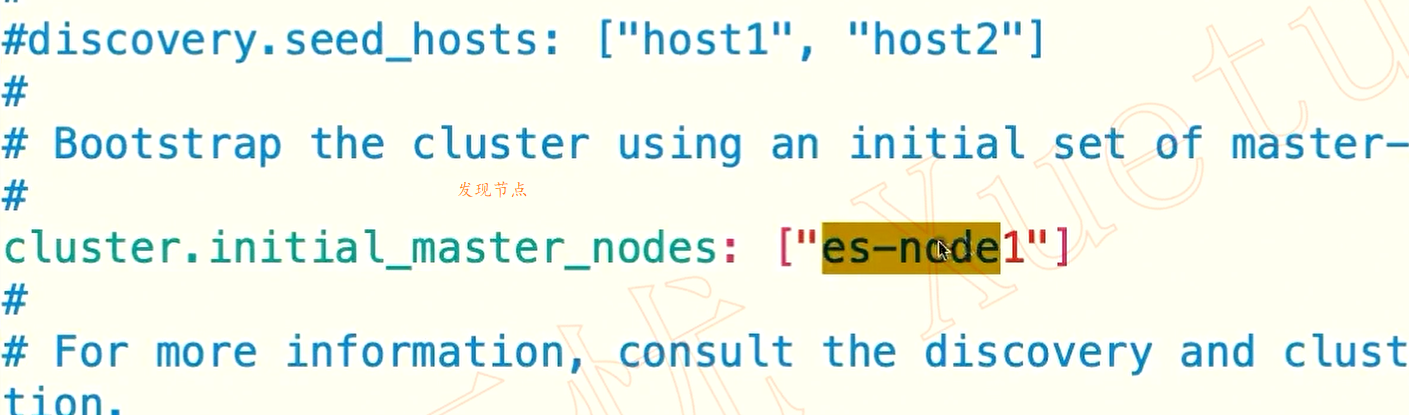 #discovery.seed_hosts: ["host1", "host2"]
#
# Bootstrap the cluster using an initial set of master-
#
发现节点
cluster.initial_master_nodes: ["es-node1"]
#
# For more information, consult the discovery and clust
tion.
Xuetu